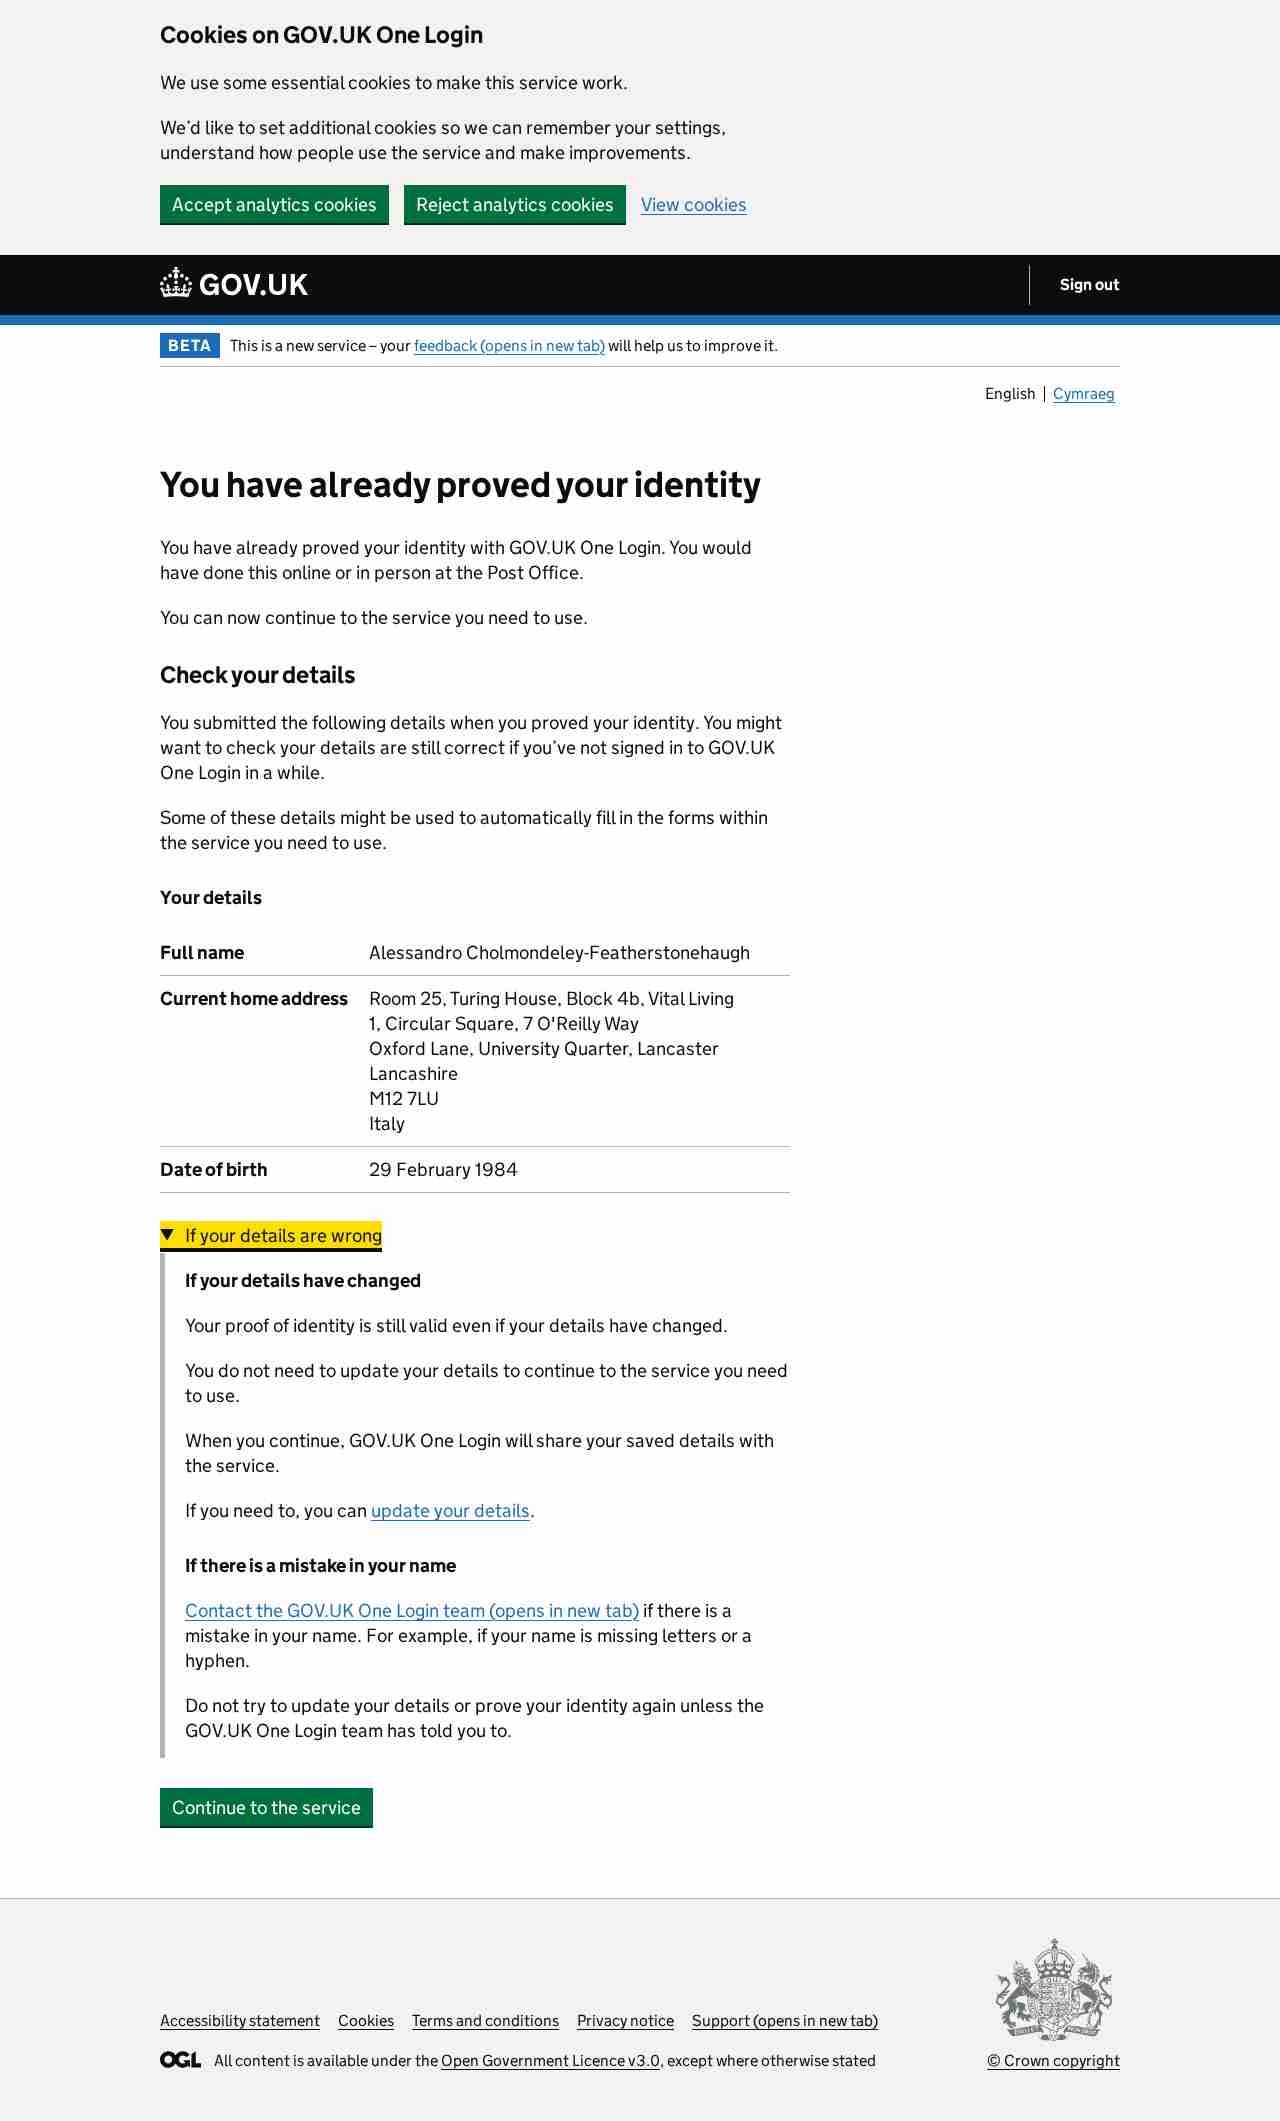 Cookies on GOV.UK One Login
We use some essential cookies to make this service work.
We’d like to set additional cookies so we can remember your settings,
understand how people use the service and make improvements.
Accept analytics cookies Reject analytics cookies View cookies
GOV.UK Sign out
BETA This is a new service – your feedback (opens in new tab) will help us to improve it.
English Cymraeg
You have already proved your identity
You have already proved your identity with GOV.UK One Login. You would
have done this online or in person at the Post Office.
You can now continue to the service you need to use.
Check your details
You submitted the following details when you proved your identity. You might
want to check your details are still correct if you’ve not signed in to GOV.UK
One Login in a while.
Some of these details might be used to automatically fill in the forms within
the service you need to use.
Your details
Full name Alessandro Cholmondeley-Featherstonehaugh
Current home address Room 25, Turing House, Block 4b, Vital Living
1, Circular Square, 7 O'Reilly Way
Oxford Lane, University Quarter, Lancaster
Lancashire
M12 7LU
Italy
Date of birth 29 February 1984
If your details are wrong
If your details have changed
Your proof of identity is still valid even if your details have changed.
You do not need to update your details to continue to the service you need
to use.
When you continue, GOV.UK One Login will share your saved details with
the service.
If you need to, you can update your details.
If there is a mistake in your name
Contact the GOV.UK One Login team (opens in new tab) if there is a
mistake in your name. For example, if your name is missing letters or a
hyphen.
Do not try to update your details or prove your identity again unless the
GOV.UK One Login team has told you to.
Continue to the service
Accessibility statement Cookies Terms and conditions Privacy notice Support (opens in new tab)
OGL All content is available under the Open Government Licence v3.0, except where otherwise stated
© Crown copyright